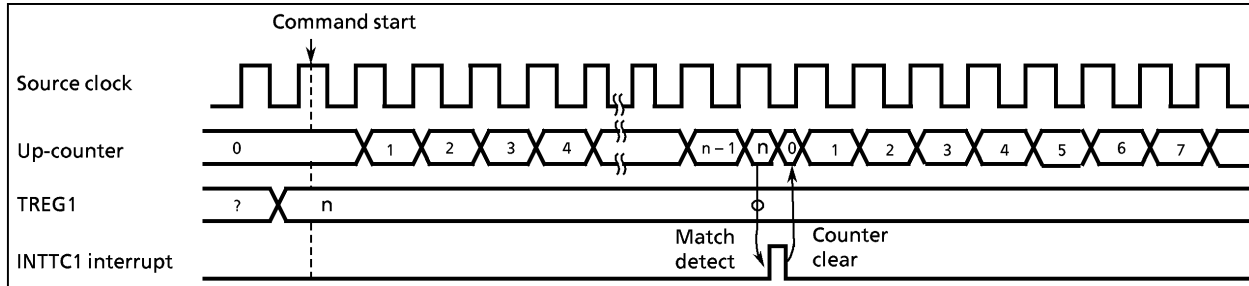 Command start
Source clock
Up-counter 0 1 2 3 4 n – 1 n 0 1 2 3 4 5 6 7
TREG1 ? n
Match detect
Counter clear
INTTC1 interrupt